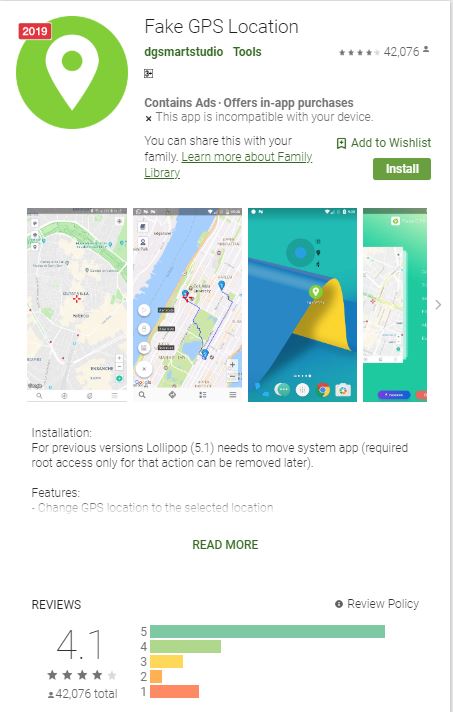 2019
Fake GPS Location
dgsmartstudio Tools
42,076
Contains Ads · Offers in-app purchases
This app is incompatible with your device.
You can share this with your
family. Learn more about Family
Library
Add to Wishlist
Install
Installation:
For previous versions Lollipop (5.1) needs to move system app (required
root access only for that action can be removed later).
Features:
- Change GPS location to the selected location
READ MORE
REVIEWS
Review Policy
4.1
42,076 total
5
4
3
2
1